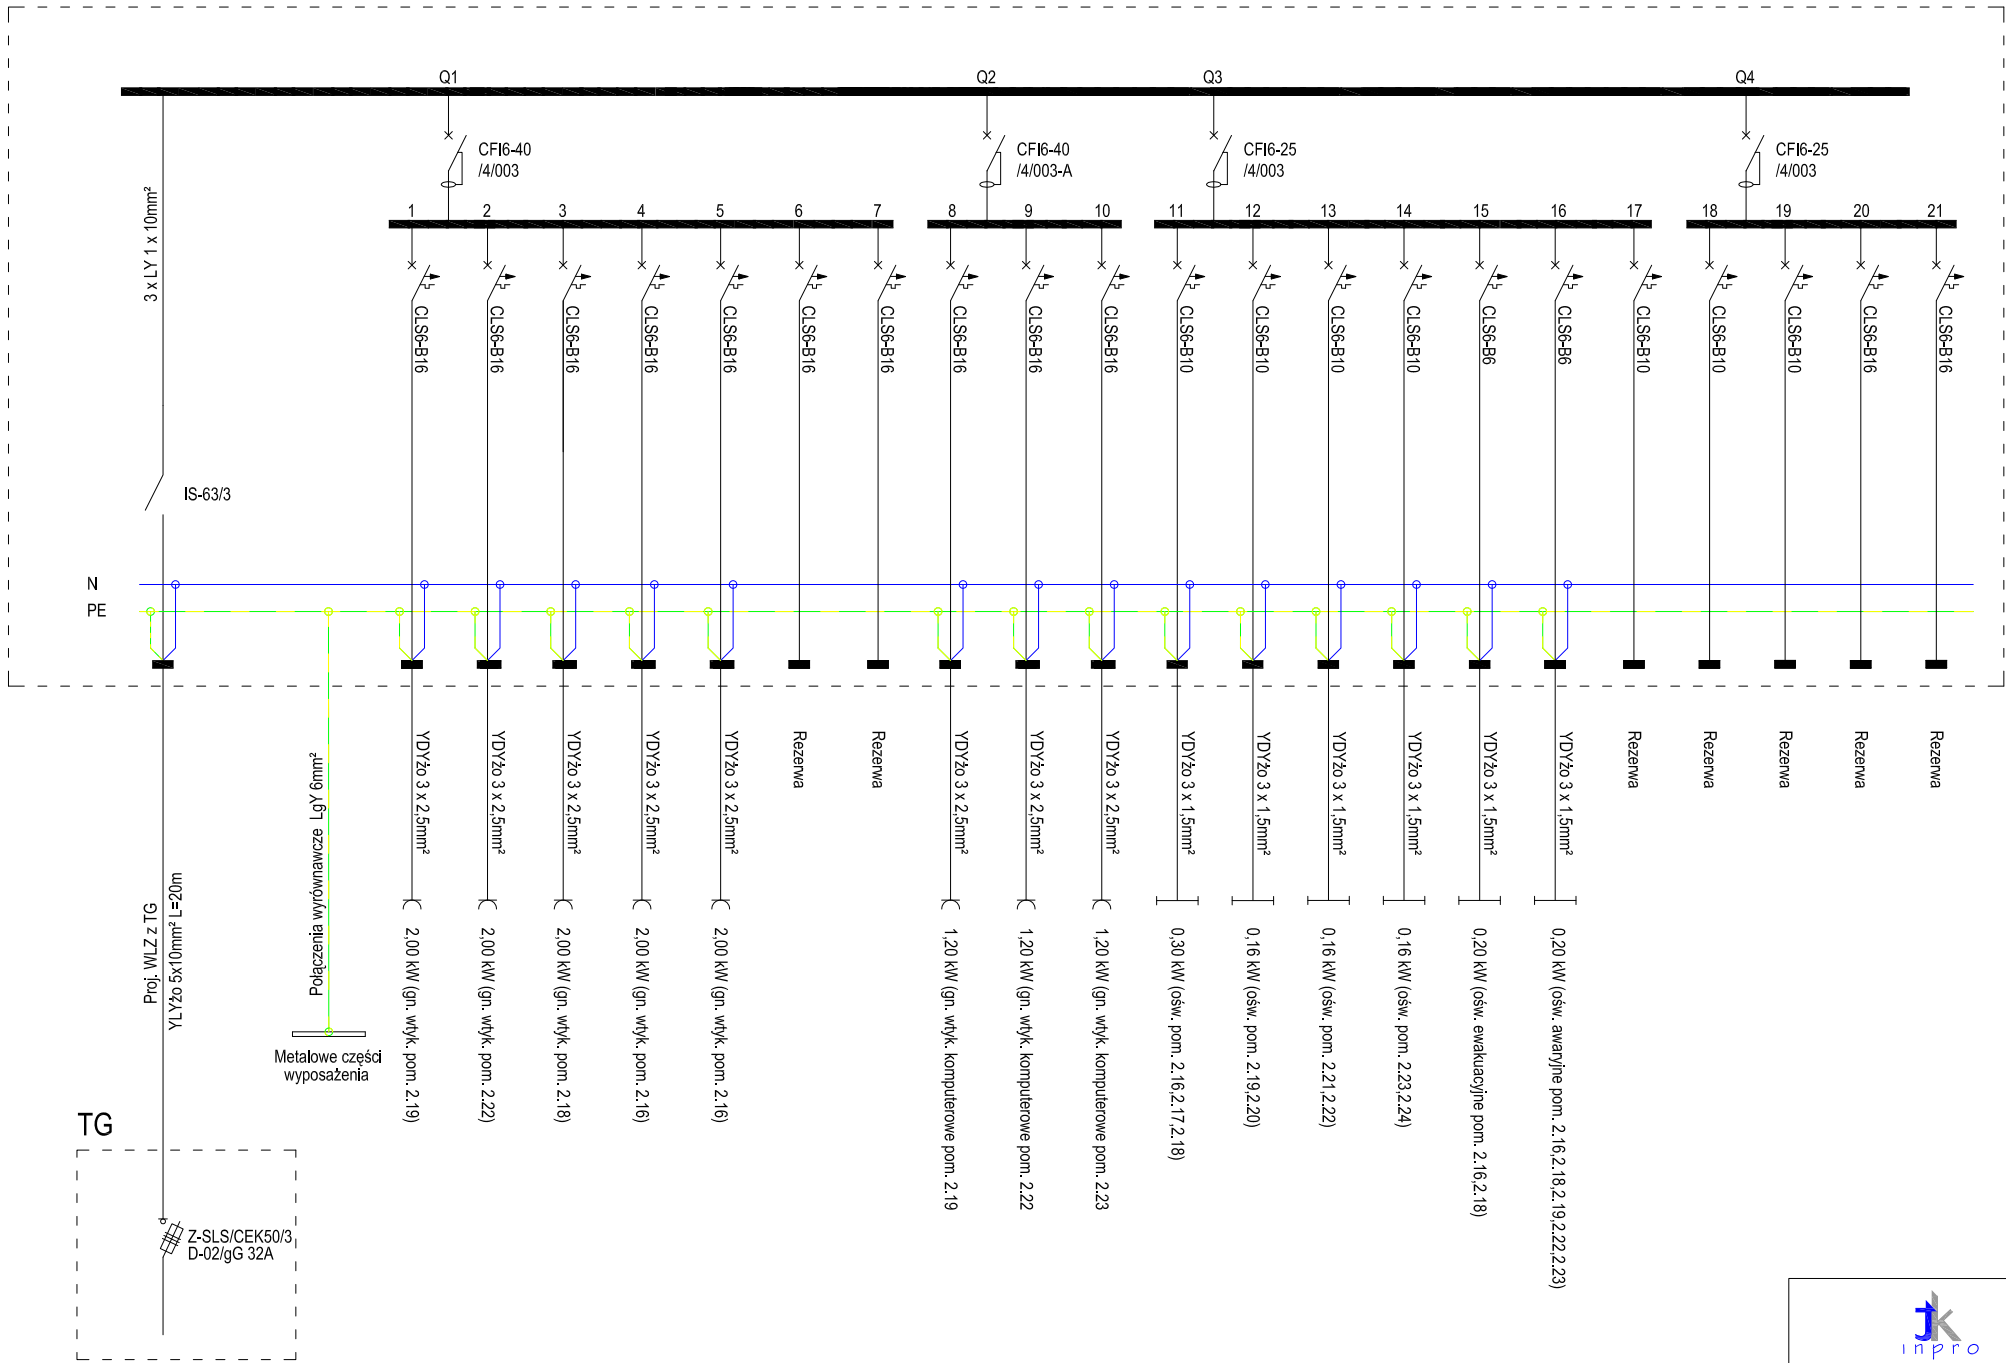 Q1
Q2
Q3
Q4
CFI6-40
/4/003
CFI6-40
/4/003-A
CFI6-25
/4/003
CFI6-25
/4/003
1
2
3
4
5
6
7
8
9
10
11
12
13
14
15
16
17
18
19
20
21
3 x LY 1 x 10mm²
CLS6-B16
CLS6-B16
CLS6-B16
CLS6-B16
CLS6-B16
CLS6-B16
CLS6-B16
CLS6-B16
CLS6-B16
CLS6-B16
CLS6-B10
CLS6-B10
CLS6-B10
CLS6-B10
CLS6-B6
CLS6-B6
CLS6-B10
CLS6-B10
CLS6-B10
CLS6-B16
CLS6-B16
IS-63/3
N
PE
Proj. WLZ z TG
YLYżo 5x10mm² L=20m
Połączenia wyrównawcze LgY 6mm²
Metalowe części
wyposażenia
YDYżo 3 x 2,5mm²
YDYżo 3 x 2,5mm²
YDYżo 3 x 2,5mm²
YDYżo 3 x 2,5mm²
YDYżo 3 x 2,5mm²
Rezerwa
Rezerwa
YDYżo 3 x 2,5mm²
YDYżo 3 x 2,5mm²
YDYżo 3 x 2,5mm²
YDYżo 3 x 1,5mm²
YDYżo 3 x 1,5mm²
YDYżo 3 x 1,5mm²
YDYżo 3 x 1,5mm²
YDYżo 3 x 1,5mm²
YDYżo 3 x 1,5mm²
Rezerwa
Rezerwa
Rezerwa
Rezerwa
Rezerwa
2,00 kW (gn. wtyk. pom. 2.19)
2,00 kW (gn. wtyk. pom. 2.22)
2,00 kW (gn. wtyk. pom. 2.18)
2,00 kW (gn. wtyk. pom. 2.16)
2,00 kW (gn. wtyk. pom. 2.16)
1,20 kW (gn. wtyk. komputerowe pom. 2.19
1,20 kW (gn. wtyk. komputerowe pom. 2.22
1,20 kW (gn. wtyk. komputerowe pom. 2.23
0,30 kW (ośw. pom. 2.16,2.17,2.18)
0,16 kW (ośw. pom. 2.19,2.20)
0,16 kW (ośw. pom. 2.21,2.22)
0,16 kW (ośw. pom. 2.23,2.24)
0,20 kW (ośw. ewakuacyjne pom. 2.16,2.18)
0,20 kW (ośw. awaryjne pom. 2.16,2.18,2.19,2.22,2.23)
TG
Z-SLS/CEK50/3
D-02/gG 32A
jk
inpro